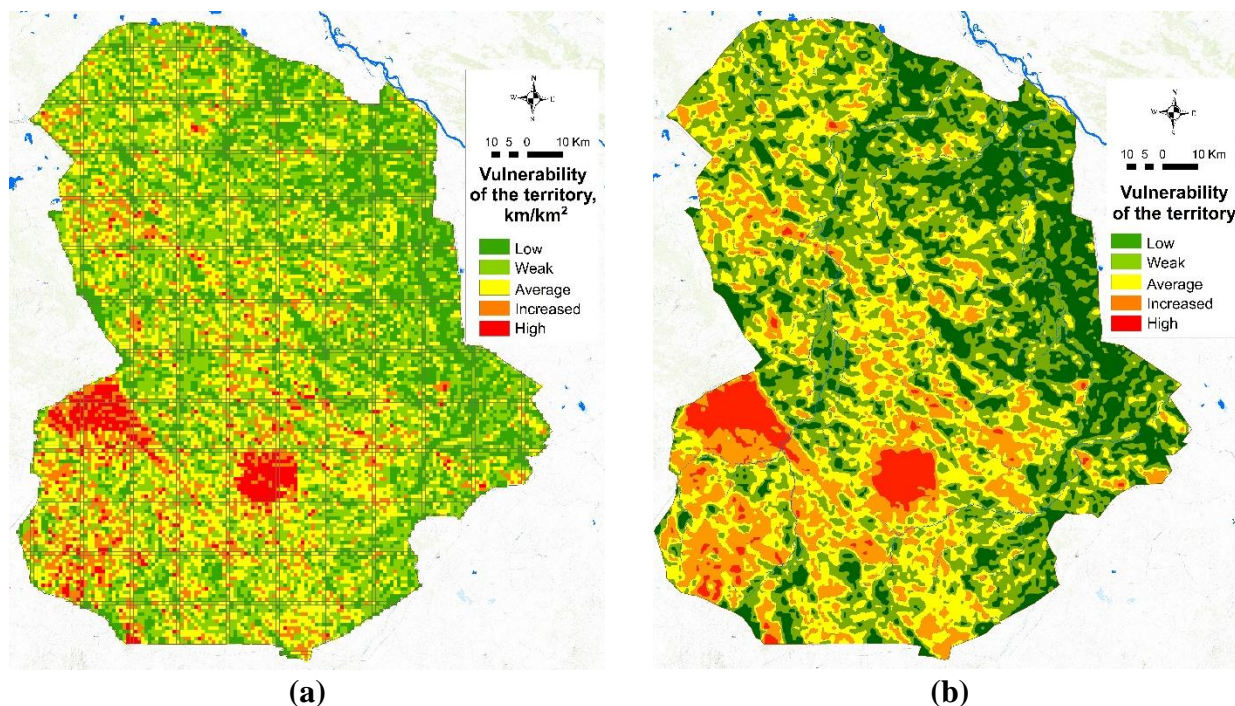 N
W E
N
10 5 0 10 Km
Vulnerability
of the territory,
km/km²
Low
Weak
Average
Increased
High
(a)
N
W E
N
10 5 0 10 Km
Vulnerability
of the territory
Low
Weak
Average
Increased
High
(b)